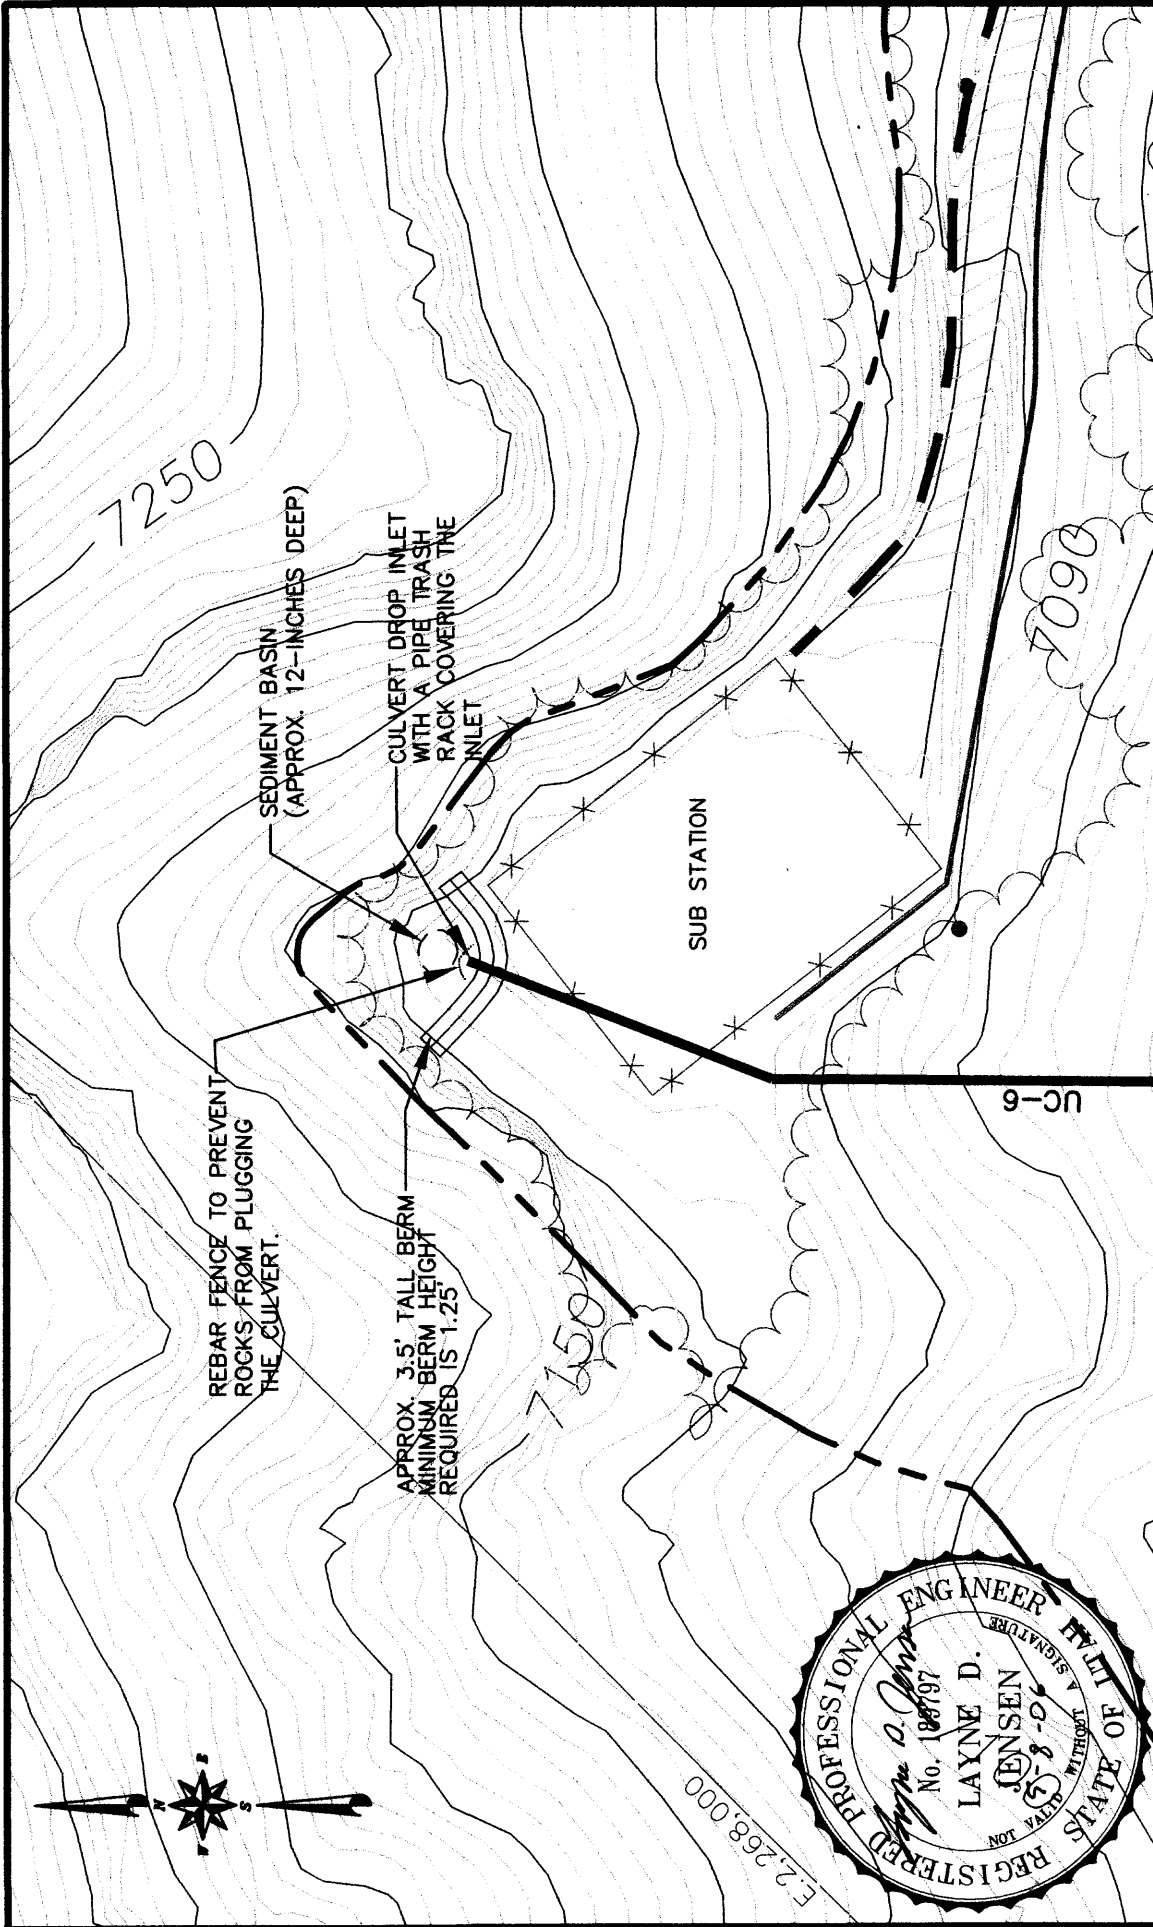 7250
SEDIMENT BASIN
(APPROX. 12-INCHES DEEP)
CULVERT DROP INLET
WITH A PIPE TRASH
RACK COVERING THE
INLET
REBAR FENCE TO PREVENT
ROCKS FROM PLUGGING
THE CULVERT.
APPROX. 3.5' TALL BERM
MINIMUM BERM HEIGHT
REQUIRED IS 1.25'
7150
SUB STATION
7090
UC-6
E.2,268,000
N
E
S
W
REGISTERED PROFESSIONAL ENGINEER
STATE OF UTAH
No. 189797
LAYNE D.
JENSEN
NOT VALID WITHOUT A SIGNATURE